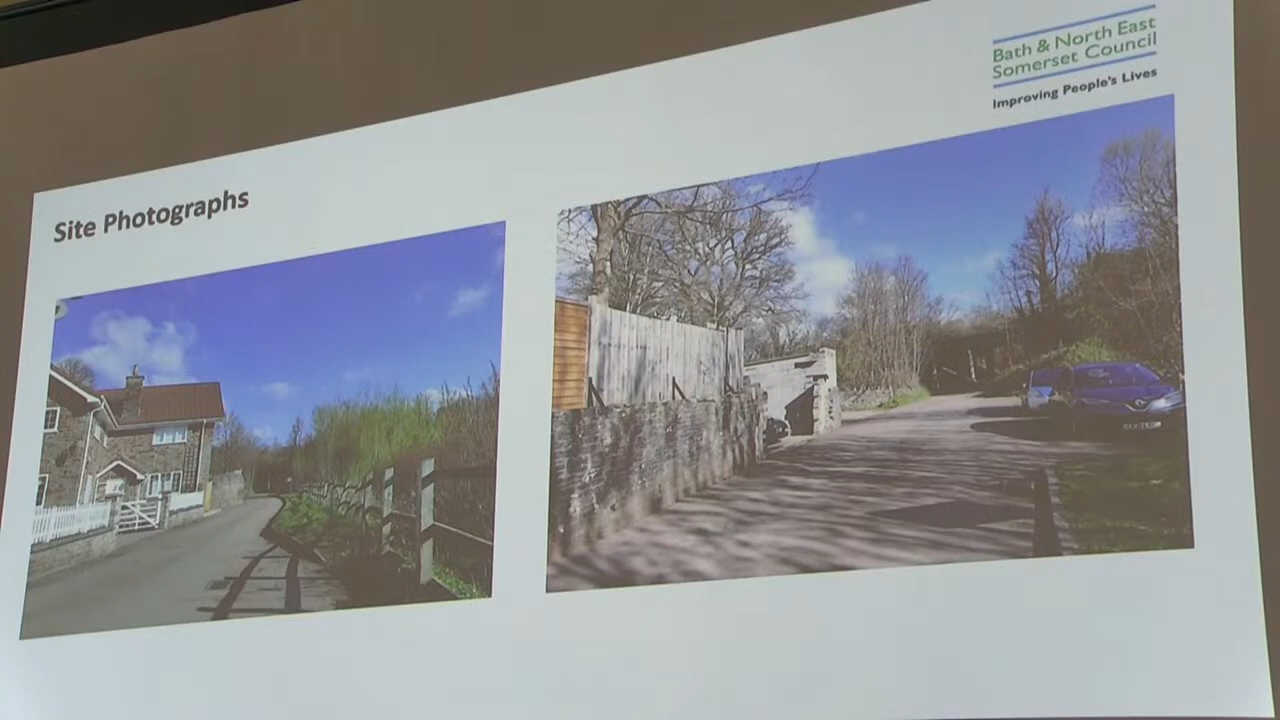 Bath & North East
Somerset Council
Improving People's Lives
Site Photographs